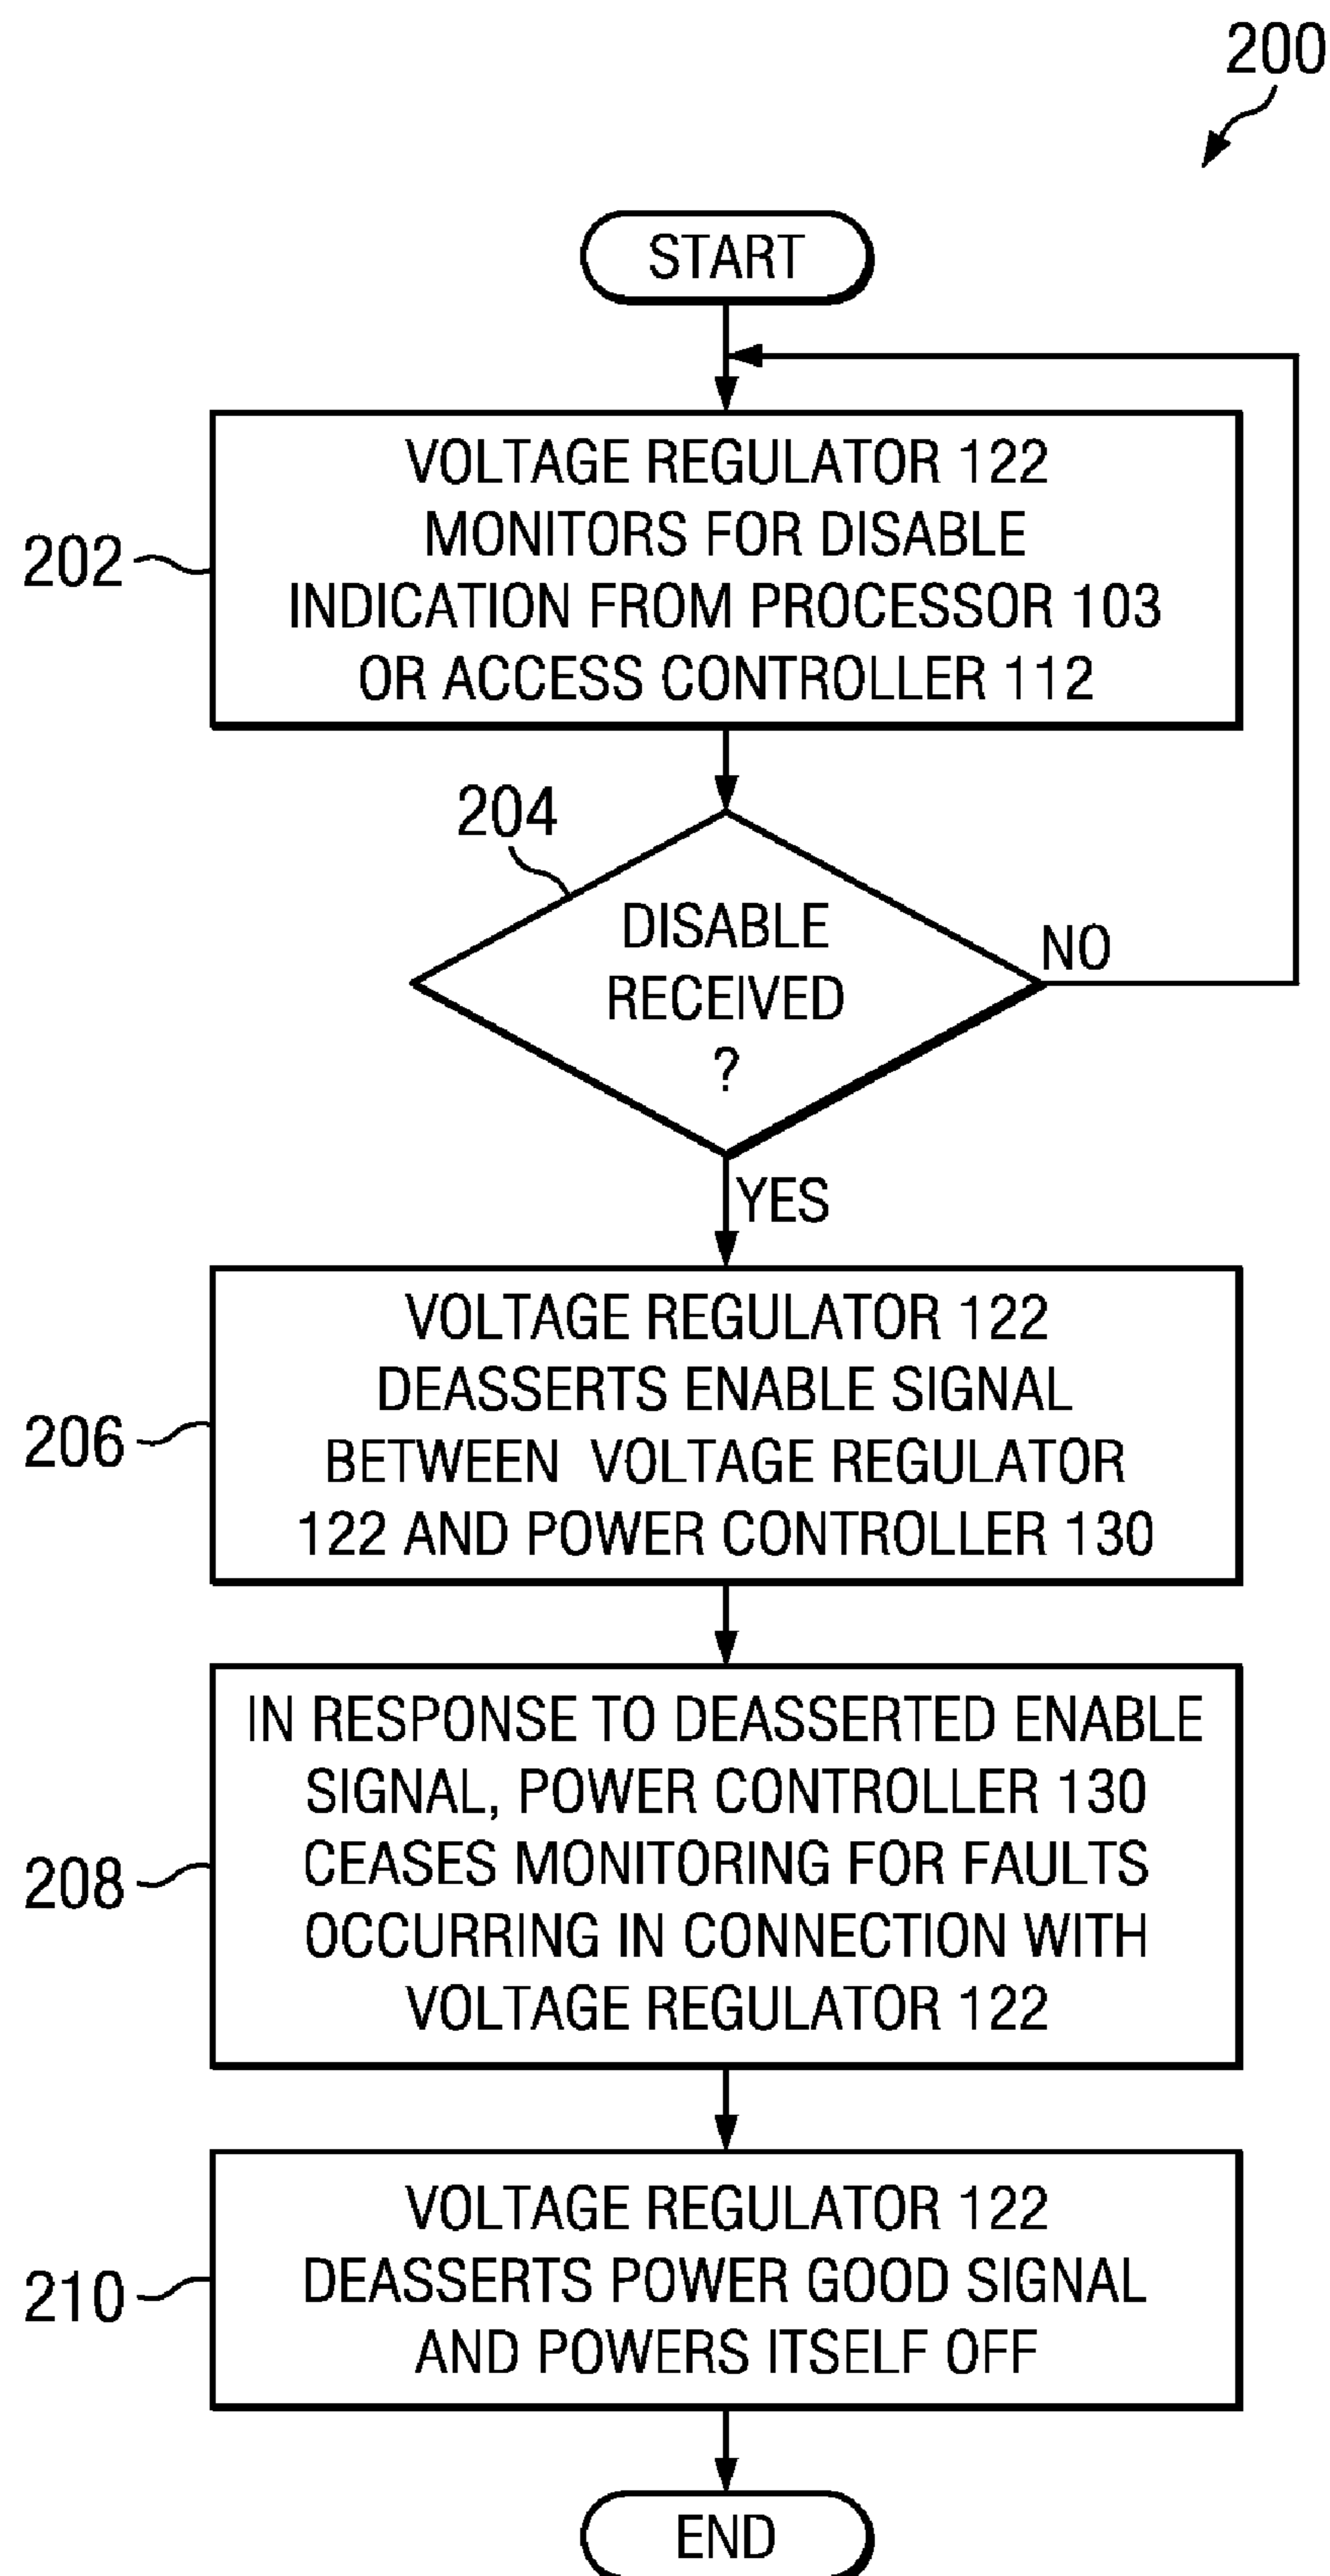 200
START
VOLTAGE REGULATOR 122
MONITORS FOR DISABLE
INDICATION FROM PROCESSOR 103
OR ACCESS CONTROLLER 112
202
204
DISABLE
RECEIVED
?
NO
YES
VOLTAGE REGULATOR 122
DEASSERTS ENABLE SIGNAL
BETWEEN VOLTAGE REGULATOR
122 AND POWER CONTROLLER 130
206
IN RESPONSE TO DEASSERTED ENABLE
SIGNAL, POWER CONTROLLER 130
CEASES MONITORING FOR FAULTS
OCCURRING IN CONNECTION WITH
VOLTAGE REGULATOR 122
208
VOLTAGE REGULATOR 122
DEASSERTS POWER GOOD SIGNAL
AND POWERS ITSELF OFF
210
END